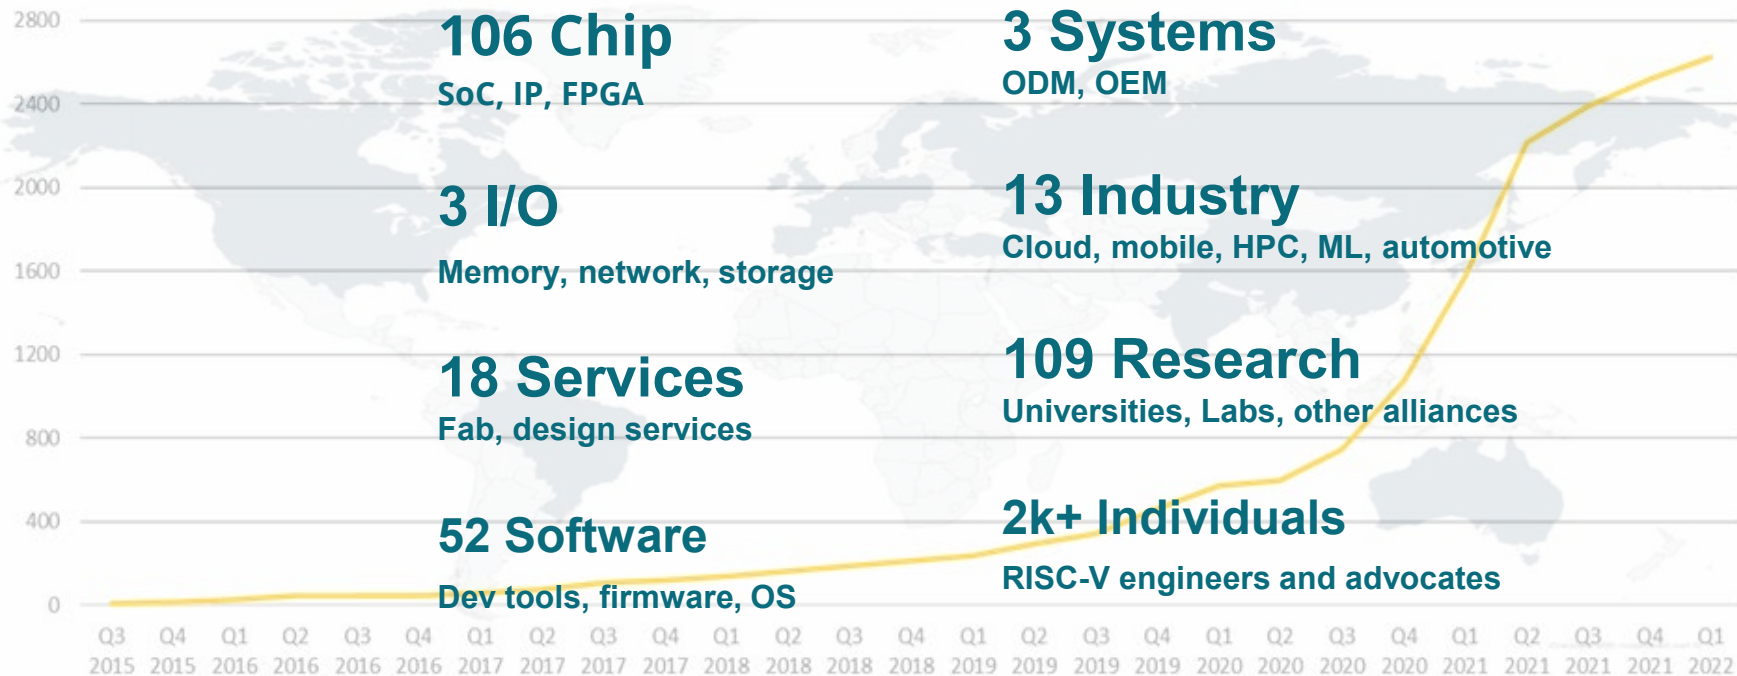 106 Chip
SoC, IP, FPGA
3 I/O
Memory, network, storage
18 Services
Fab, design services
52 Software
Dev tools, firmware, OS
3 Systems
ODM, OEM
13 Industry
Cloud, mobile, HPC, ML, automotive
109 Research
Universities, Labs, other alliances
2k+ Individuals
RISC-V engineers and advocates
2800
2400
2000
1600
1200
800
400
0
Q3 Q4 Q1 Q2 Q3 Q4 Q1 Q2 Q3 Q4 Q1 Q2 Q3 Q4 Q1 Q2 Q3 Q4 Q1 Q2 Q3 Q4 Q1 Q2 Q3 Q4 Q1
2015 2015 2016 2016 2016 2016 2017 2017 2017 2017 2018 2018 2018 2018 2019 2019 2019 2019 2020 2020 2020 2020 2021 2021 2021 2021 2022